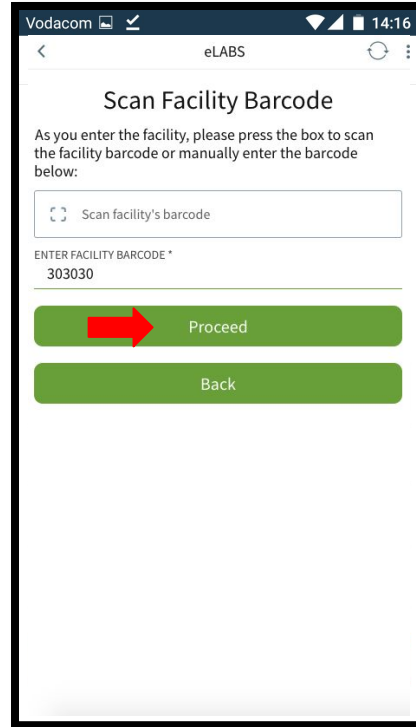 Vodacom 14:16
eLABS
Scan Facility Barcode
As you enter the facility, please press the box to scan
the facility barcode or manually enter the barcode
below:
Scan facility's barcode
ENTER FACILITY BARCODE *
303030
Proceed
Back